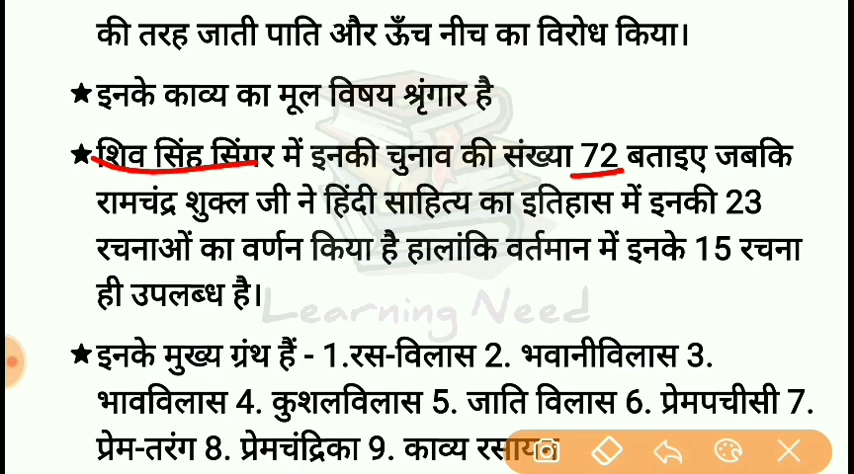 की तरह जाती पाति और ऊँच नीच का विरोध किया।
★इनके काव्य का मूल विषय श्रृंगार है
★शिव सिंह सिंगर में इनकी चुनाव की संख्या 72 बताइए जबकि
रामचंद्र शुक्ल जी ने हिंदी साहित्य का इतिहास में इनकी 23
रचनाओं का वर्णन किया है हालांकि वर्तमान में इनके 15 रचना
ही उपलब्ध है।
Learning Need
★इनके मुख्य ग्रंथ हैं - 1.रस-विलास 2. भवानीविलास 3.
भावविलास 4. कुशलविलास 5. जाति विलास 6. प्रेमपचीसी 7.
प्रेम-तरंग 8. प्रेमचंद्रिका 9. काव्य